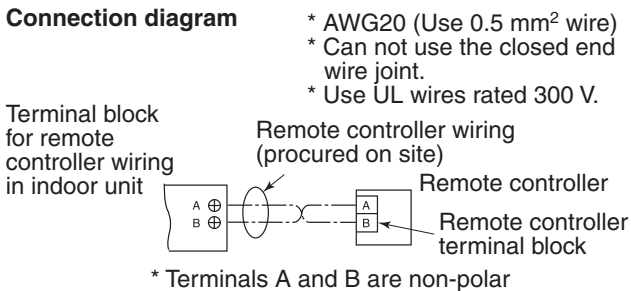 Connection diagram
* AWG20 (Use 0.5 mm² wire)
* Can not use the closed end
wire joint.
* Use UL wires rated 300 V.
Terminal block
for remote
controller wiring
in indoor unit
Remote controller wiring
(procured on site)
Remote controller
A
B
A
B
Remote controller
terminal block
* Terminals A and B are non-polar